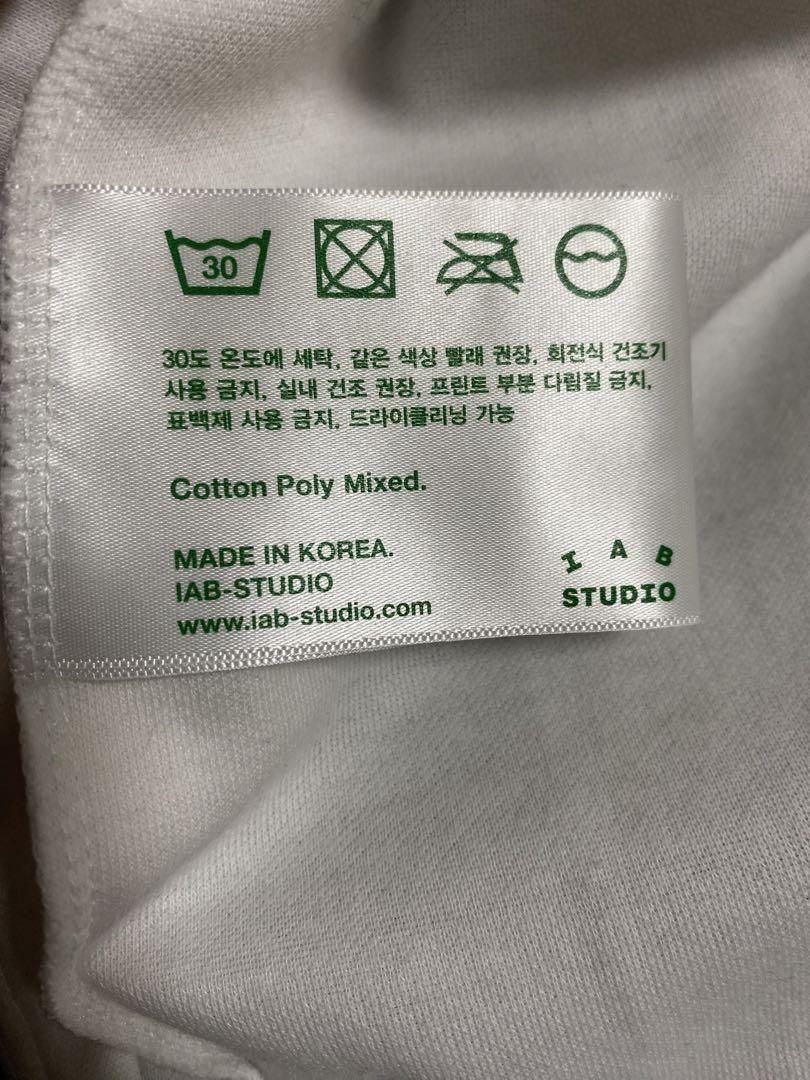 30
30도 온도에 세탁, 같은 색상 빨래 권장, 회전식 건조기
사용 금지, 실내 건조 권장, 프린트 부분 다림질 금지,
표백제 사용 금지, 드라이클리닝 가능
Cotton Poly Mixed.
MADE IN KOREA.
IAB-STUDIO
www.iab-studio.com
I A B
STUDIO